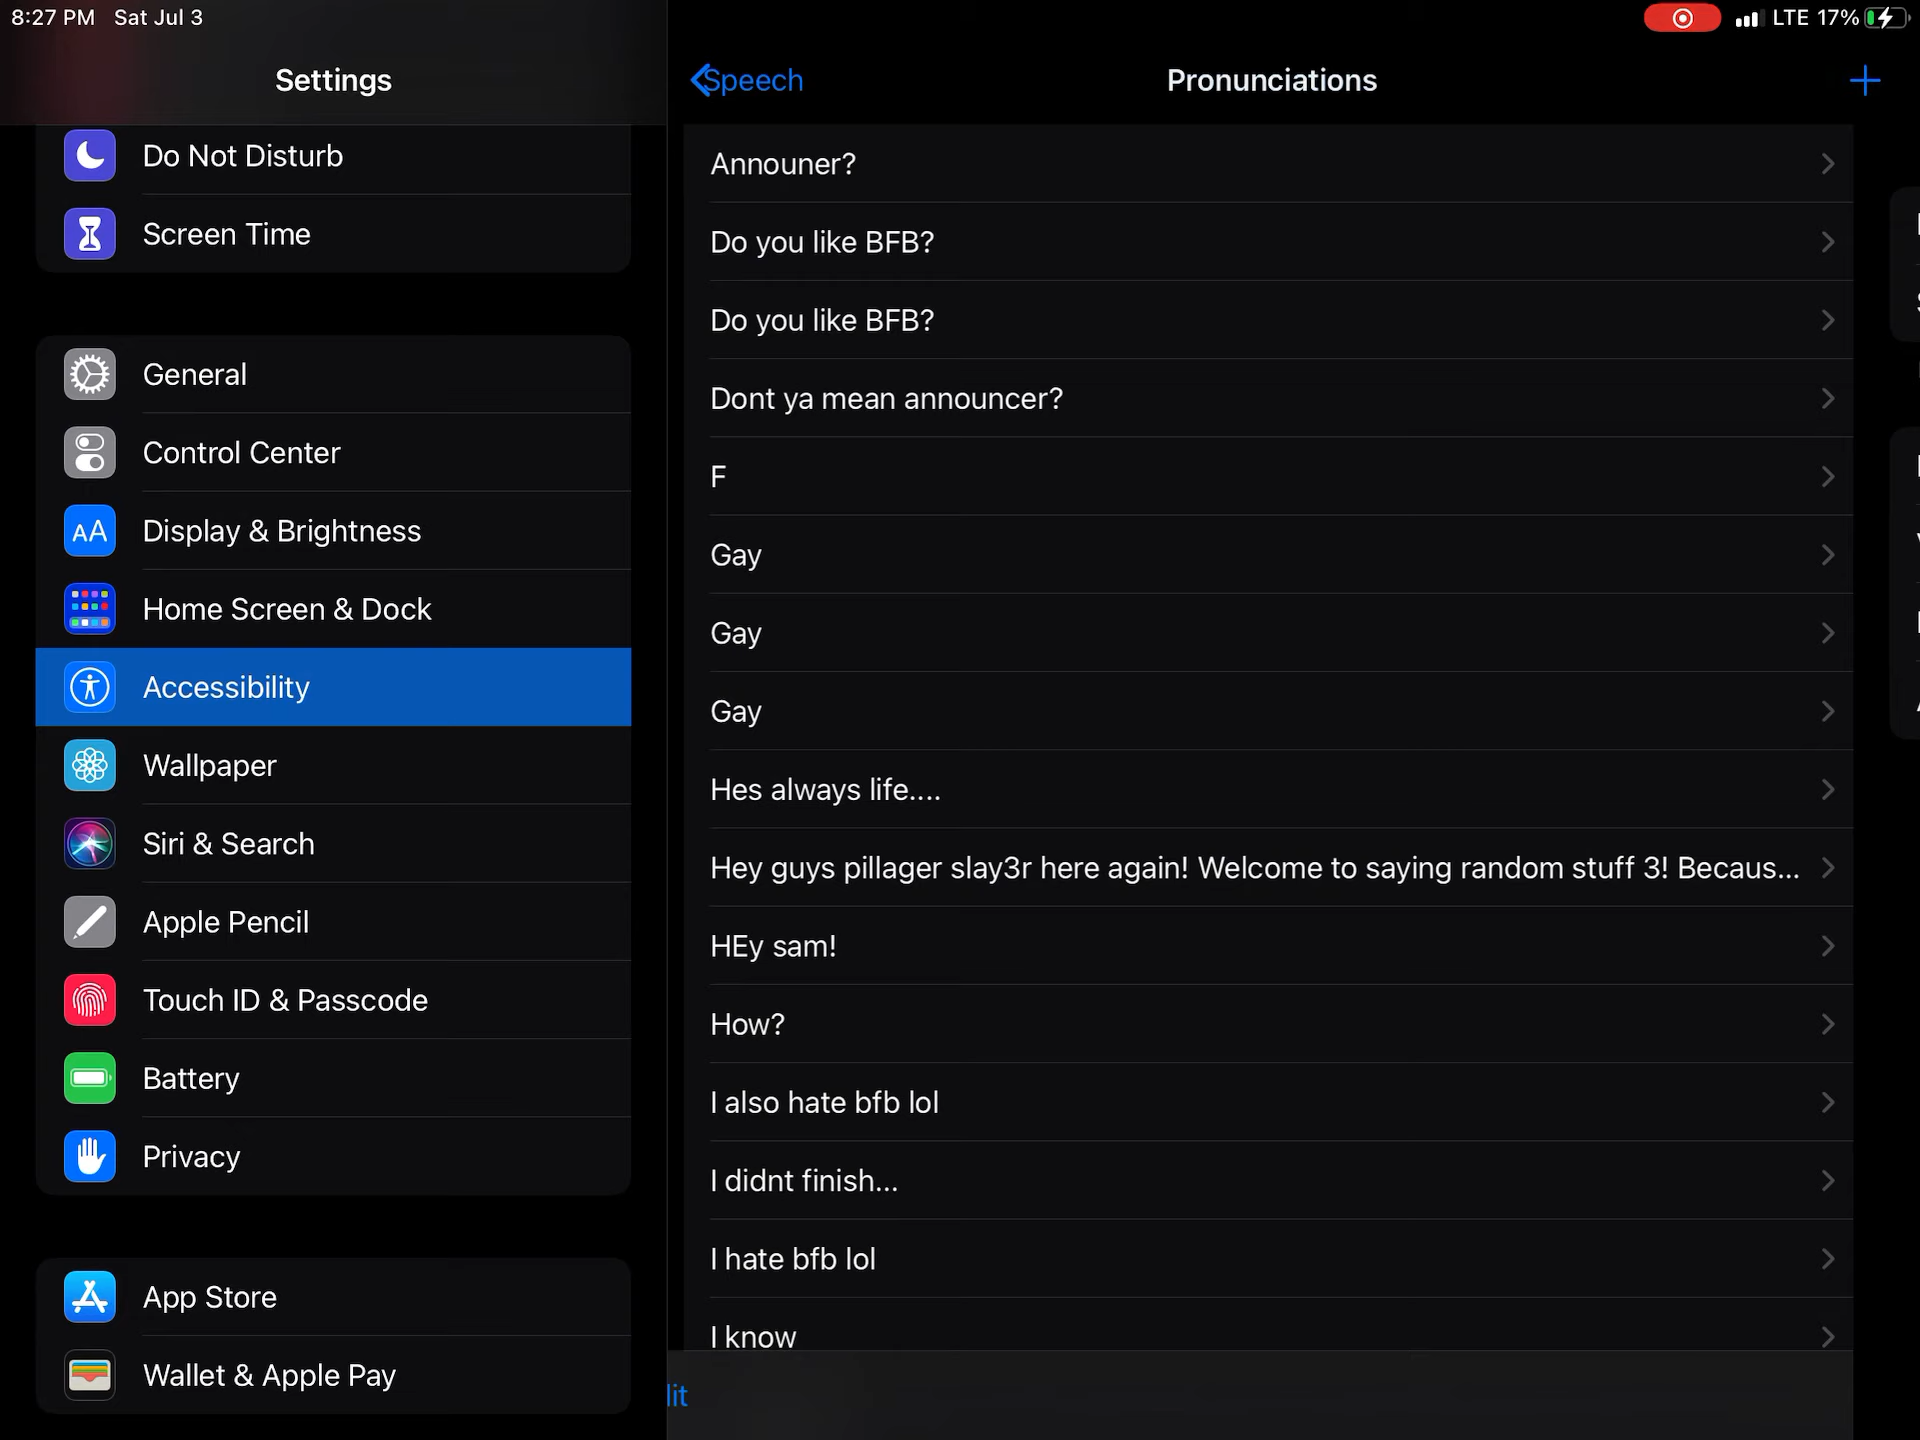 8:27 PM Sat Jul 3
LTE 17%
Settings
Do Not Disturb
Screen Time
General
Control Center
AA Display & Brightness
Home Screen & Dock
Accessibility
Wallpaper
Siri & Search
Apple Pencil
Touch ID & Passcode
Battery
Privacy
App Store
Wallet & Apple Pay
Speech
Pronunciations
Announer?
Do you like BFB?
Do you like BFB?
Dont ya mean announcer?
F
Gay
Gay
Gay
Hes always life....
Hey guys pillager slay3r here again! Welcome to saying random stuff 3! Becaus...
HEy sam!
How?
I also hate bfb lol
I didnt finish...
I hate bfb lol
I know